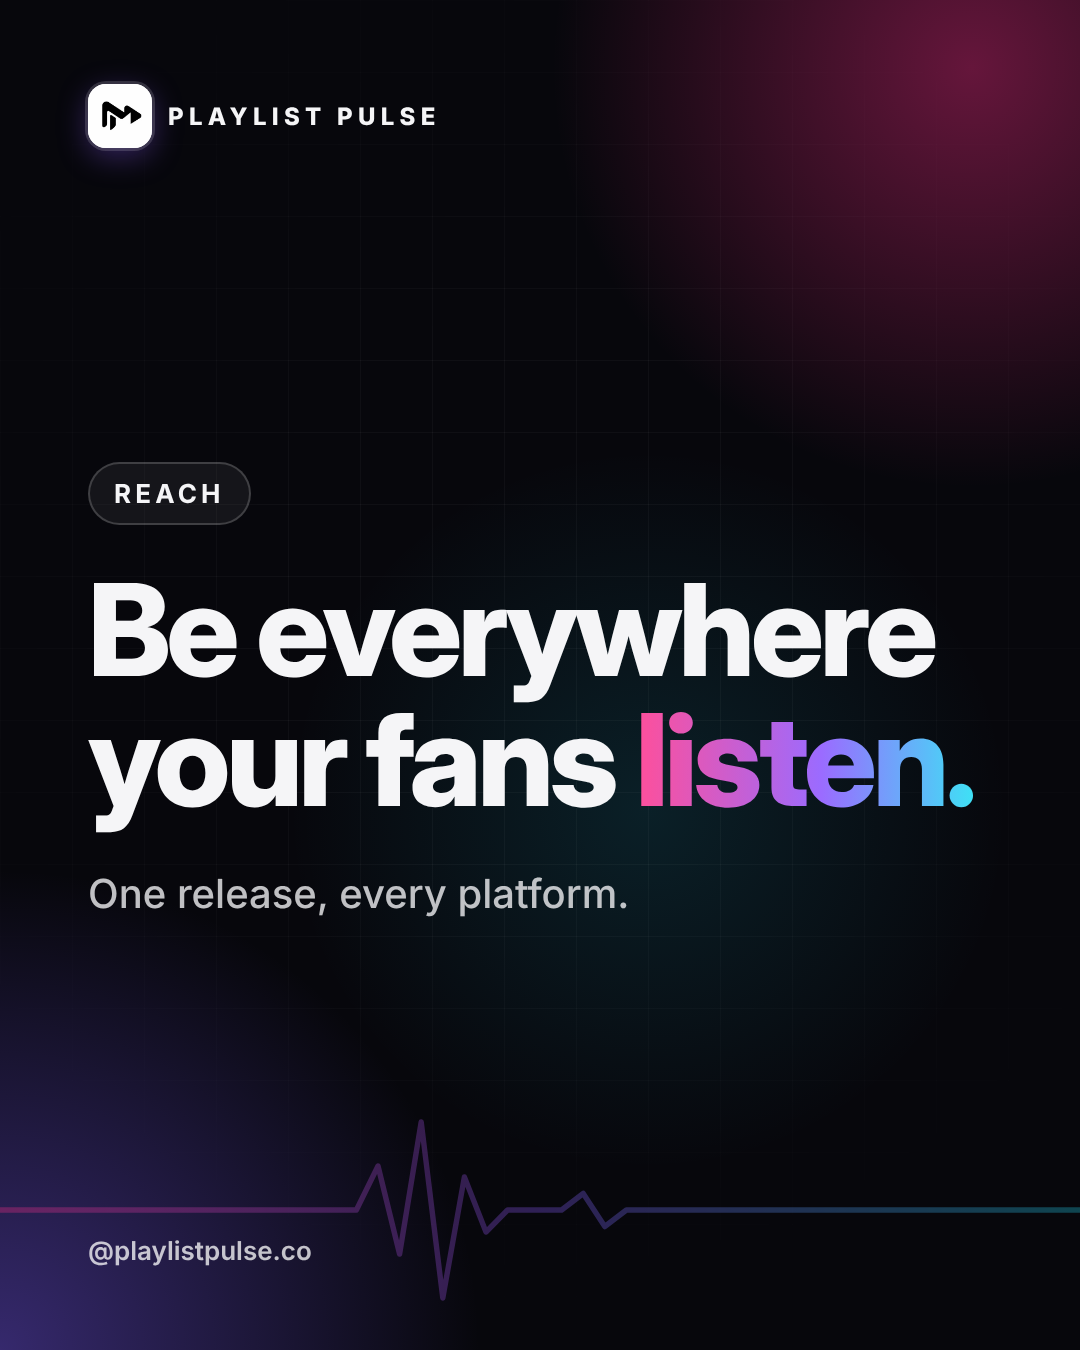 PLAYLIST PULSE
REACH
Be everywhere
your fans listen.
One release, every platform.
@playlistpulse.co